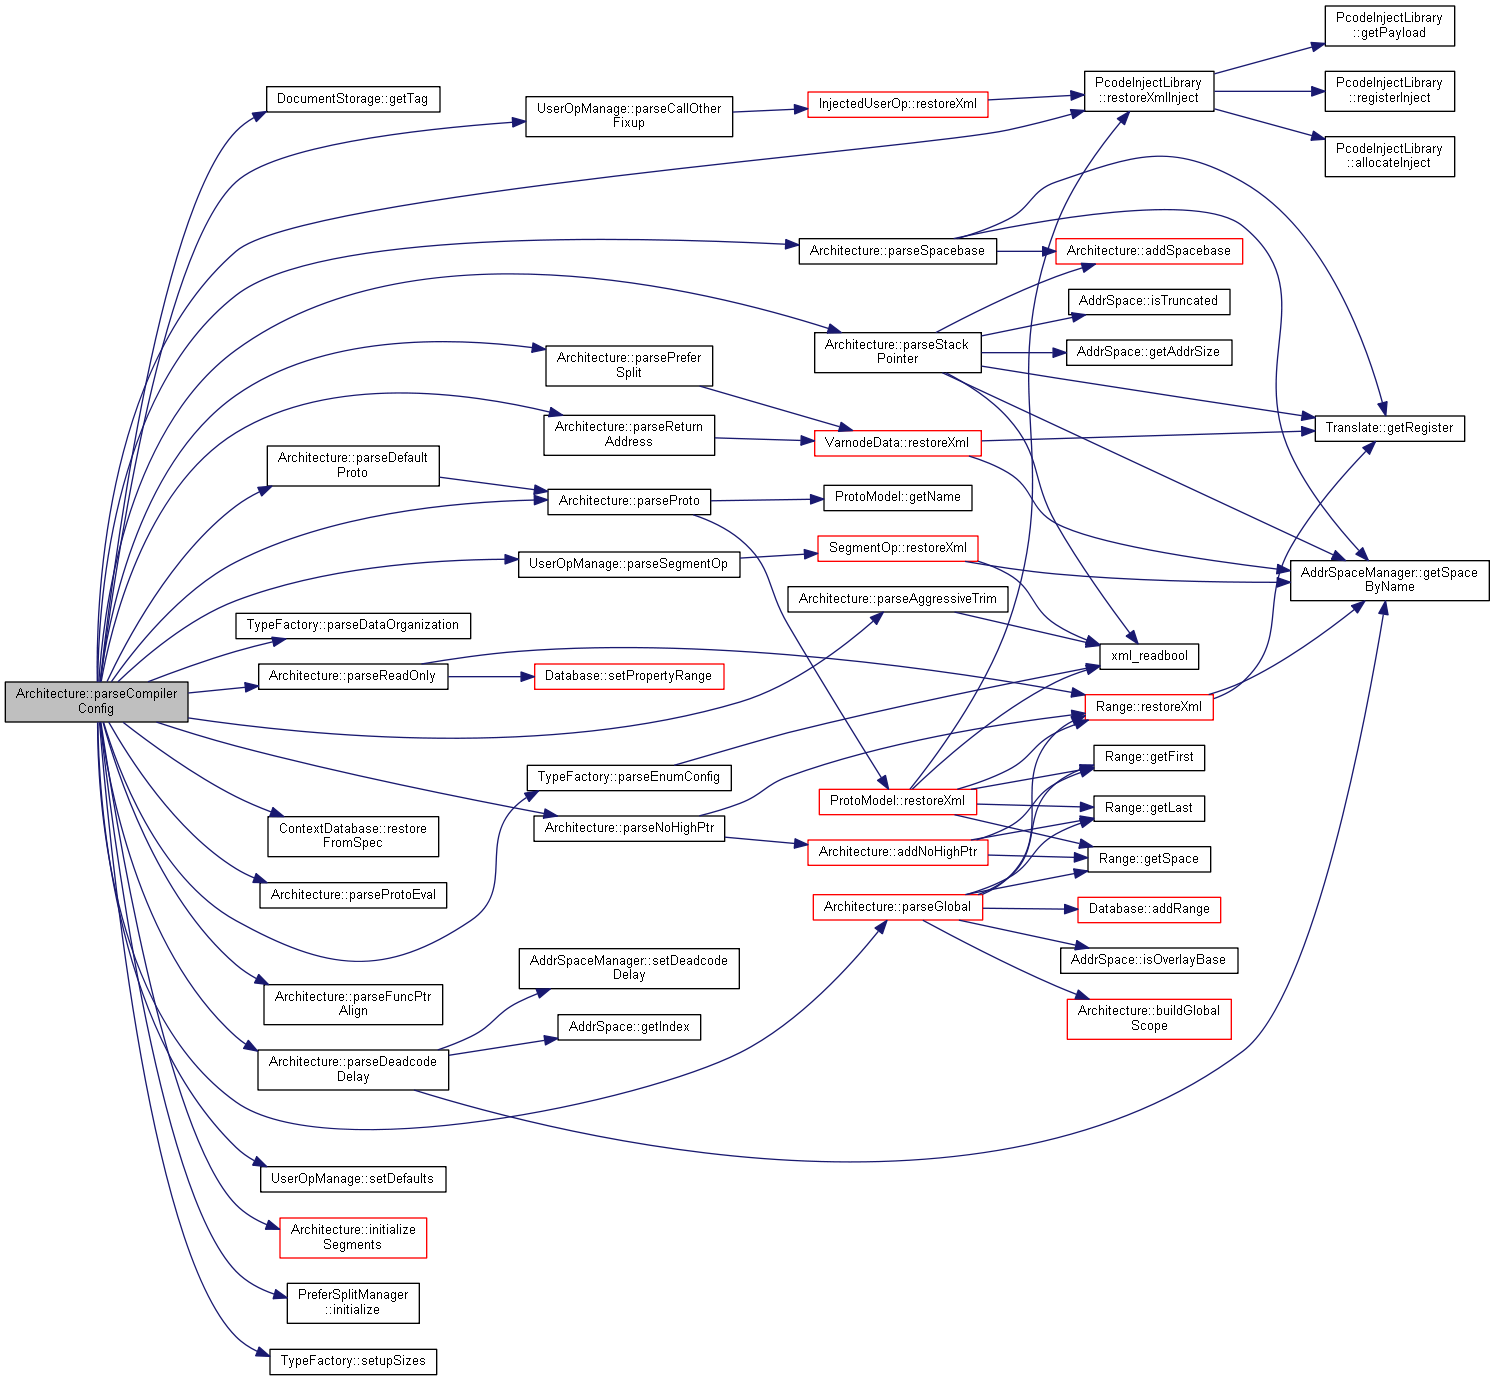 PcodeInjectLibrary
::getPayload
PcodeInjectLibrary
::restoreXmlInject
PcodeInjectLibrary
::registerInject
PcodeInjectLibrary
::allocateInject
DocumentStorage::getTag
UserOpManage::parseCallOther
Fixup
InjectedUserOp::restoreXml
Architecture::parseSpacebase
Architecture::addSpacebase
AddrSpace::isTruncated
Architecture::parseStack
Pointer
AddrSpace::getAddrSize
Architecture::parsePrefer
Split
Architecture::parseReturn
Address
VarnodeData::restoreXml
Translate::getRegister
Architecture::parseDefault
Proto
Architecture::parseProto
ProtoModel::getName
UserOpManage::parseSegmentOp
SegmentOp::restoreXml
AddrSpaceManager::getSpace
ByName
Architecture::parseAggressiveTrim
TypeFactory::parseDataOrganization
xml_readbool
Architecture::parseReadOnly
Database::setPropertyRange
Architecture::parseCompiler
Config
Range::restoreXml
TypeFactory::parseEnumConfig
Range::getFirst
ProtoModel::restoreXml
Range::getLast
ContextDatabase::restore
FromSpec
Architecture::parseNoHighPtr
Architecture::addNoHighPtr
Range::getSpace
Architecture::parseProtoEval
Architecture::parseGlobal
Database::addRange
AddrSpace::isOverlayBase
AddrSpaceManager::setDeadcode
Delay
Architecture::parseFuncPtr
Align
Architecture::buildGlobal
Scope
AddrSpace::getIndex
Architecture::parseDeadcode
Delay
UserOpManage::setDefaults
Architecture::initialize
Segments
PreferSplitManager
::initialize
TypeFactory::setupSizes